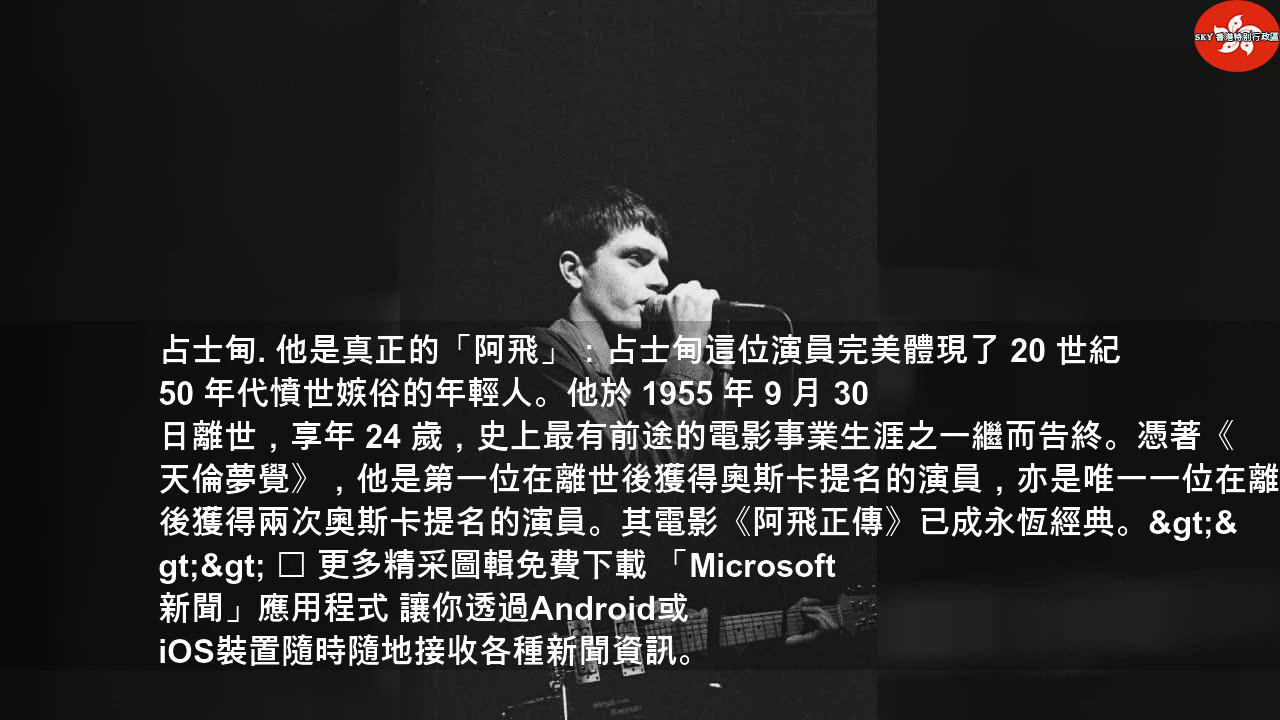 SKY 香港特別行政區
占士甸. 他是真正的「阿飛」：占士甸這位演員完美體現了 20 世紀
50 年代憤世嫉俗的年輕人。他於 1955 年 9 月 30
日離世，享年 24 歲，史上最有前途的電影事業生涯之一繼而告終。憑著《
天倫夢覺》，他是第一位在離世後獲得奧斯卡提名的演員，亦是唯一一位在離
後獲得兩次奧斯卡提名的演員。其電影《阿飛正傳》已成永恆經典。&gt;&
gt;&gt; □ 更多精采圖輯免費下載 「Microsoft
新聞」應用程式 讓你透過Android或
iOS裝置隨時隨地接收各種新聞資訊。